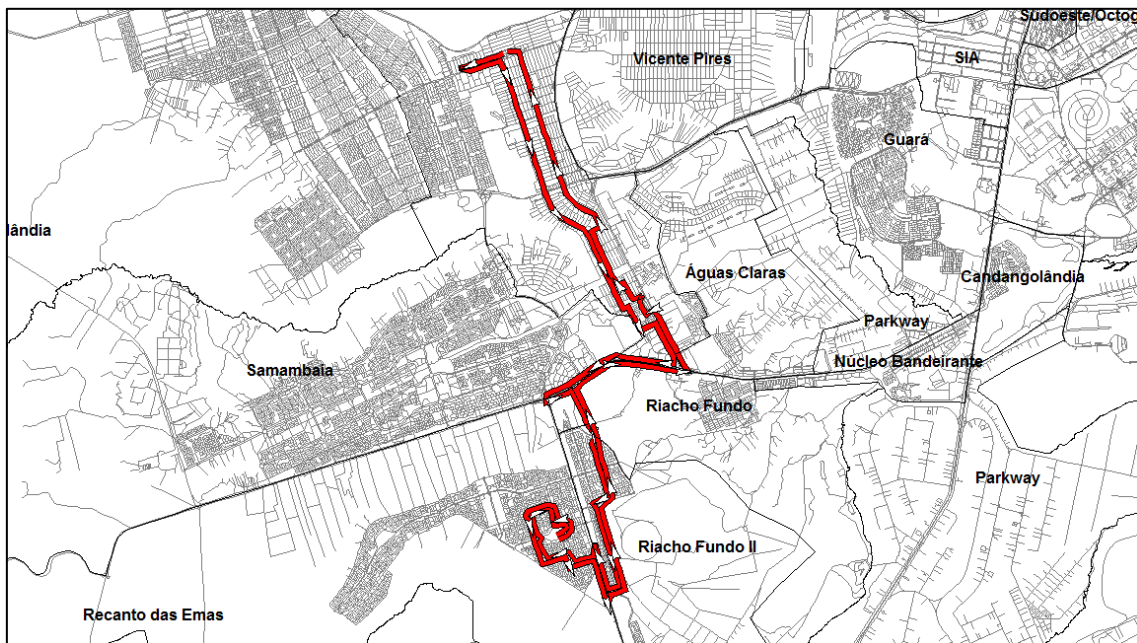 Sudoeste/Octog
Vicente Pires
SIA
Guará
lândia
Águas Claras
Candangolândia
Parkway
Núcleo Bandeirante
Samambaia
Riacho Fundo
Parkway
Riacho Fundo II
Recanto das Emas